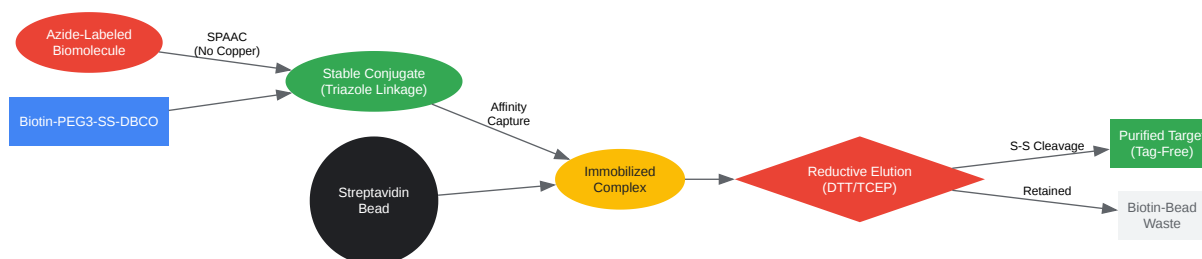 Azide-Labeled
Biomolecule
SPAAC
(No Copper)
Biotin-PEG3-SS-DBCO
Stable Conjugate
(Triazole Linkage)
Affinity
Capture
Streptavidin
Bead
Immobilized
Complex
Reductive Elution
(DTT/TCEP)
S-S Cleavage
Purified Target
(Tag-Free)
Retained
Biotin-Bead
Waste